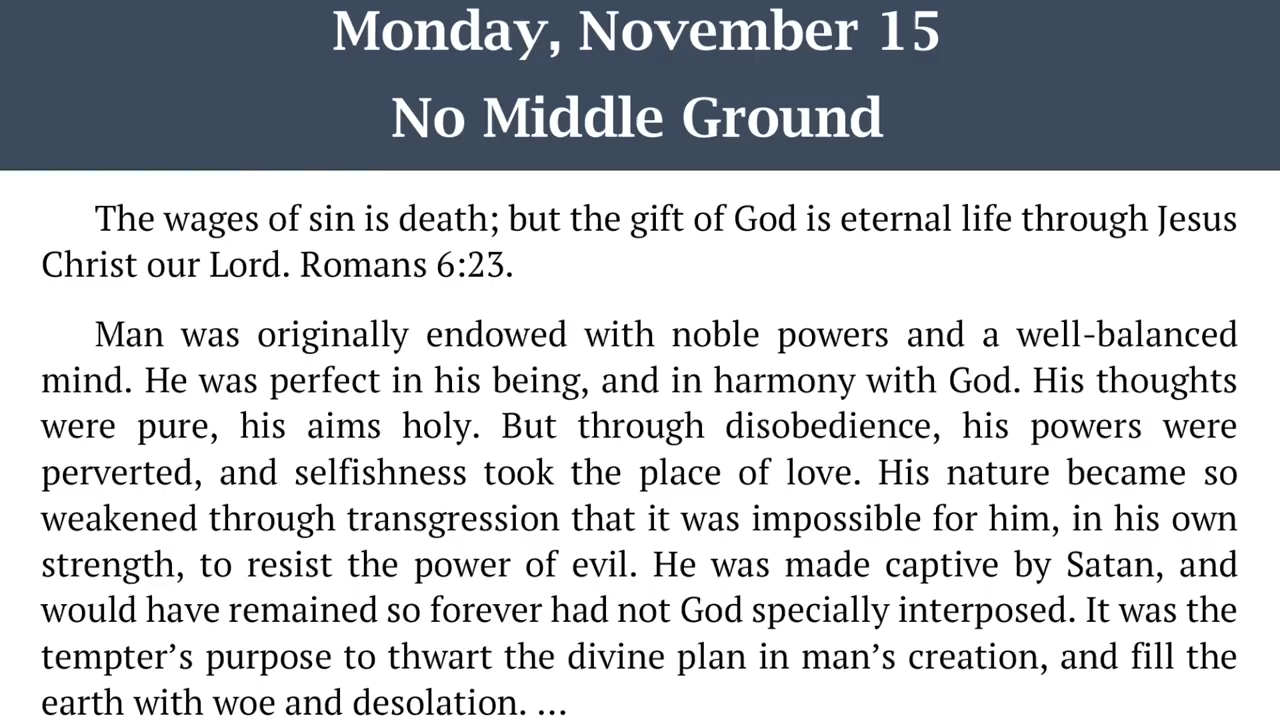 Monday, November 15
No Middle Ground
The wages of sin is death; but the gift of God is eternal life through Jesus
Christ our Lord. Romans 6:23.
Man was originally endowed with noble powers and a well-balanced
mind. He was perfect in his being, and in harmony with God. His thoughts
were pure, his aims holy. But through disobedience, his powers were
perverted, and selfishness took the place of love. His nature became so
weakened through transgression that it was impossible for him, in his own
strength, to resist the power of evil. He was made captive by Satan, and
would have remained so forever had not God specially interposed. It was the
tempter’s purpose to thwart the divine plan in man’s creation, and fill the
earth with woe and desolation. …